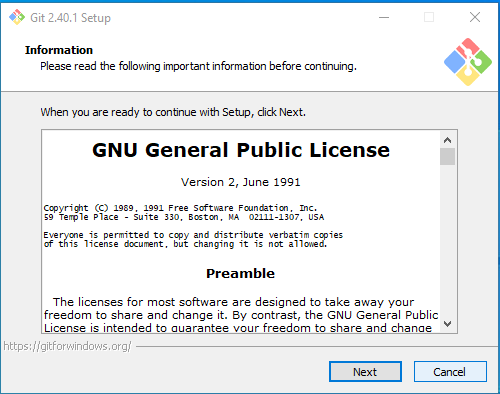 Git 2.40.1 Setup
Information
Please read the following important information before continuing.
When you are ready to continue with Setup, click Next.
GNU General Public License
Version 2, June 1991
Copyright (C) 1989, 1991 Free Software Foundation, Inc.
59 Temple Place - Suite 330, Boston, MA  02111-1307, USA
Everyone is permitted to copy and distribute verbatim copies
of this license document, but changing it is not allowed.
Preamble
The licenses for most software are designed to take away your
freedom to share and change it. By contrast, the GNU General Public
License is intended to guarantee your freedom to share and change
https://gitforwindows.org/
Next
Cancel